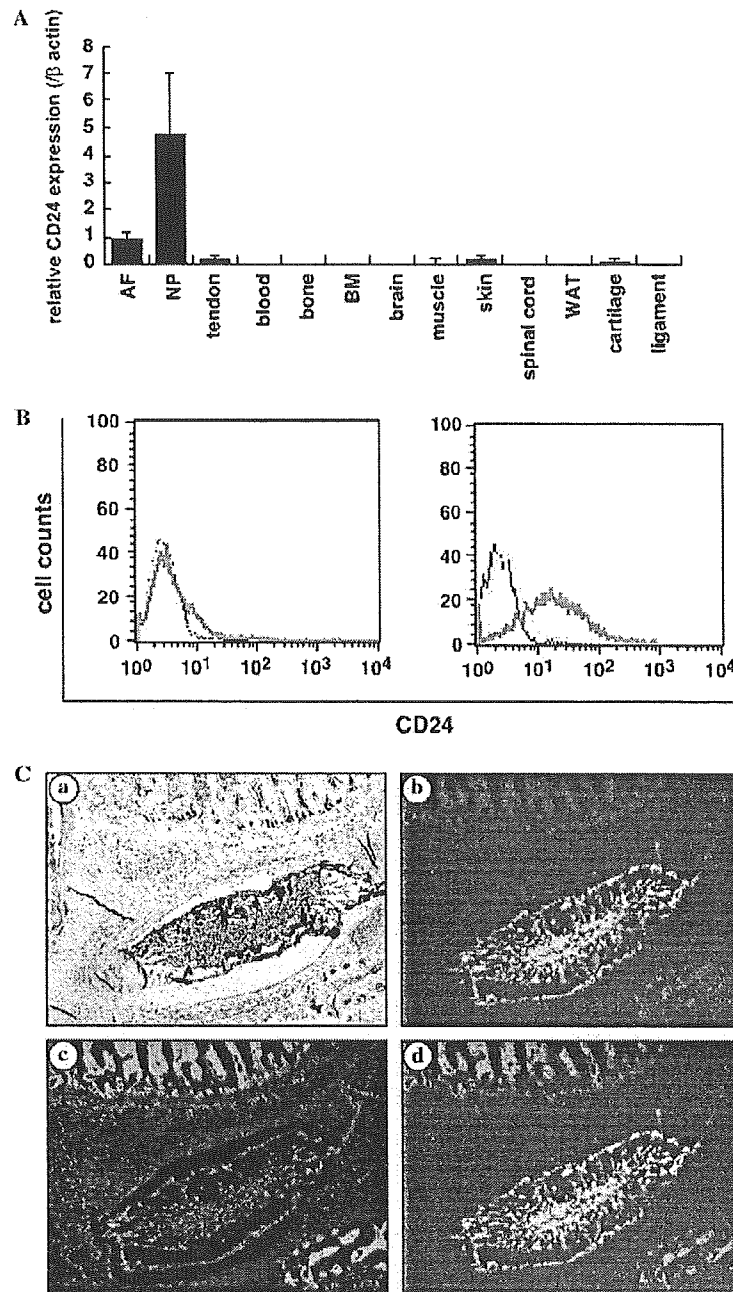 A
relative CD24 expression (/β actin)
8
7
6
5
4
3
2
1
0
AF
NP
tendon
blood
bone
BM
brain
muscle
skin
spinal cord
WAT
cartilage
ligament
B
cell counts
100
80
60
40
20
0
10⁰ 10¹ 10² 10³ 10⁴
100
80
60
40
20
0
10⁰ 10¹ 10² 10³ 10⁴
CD24
C
a
b
c
d